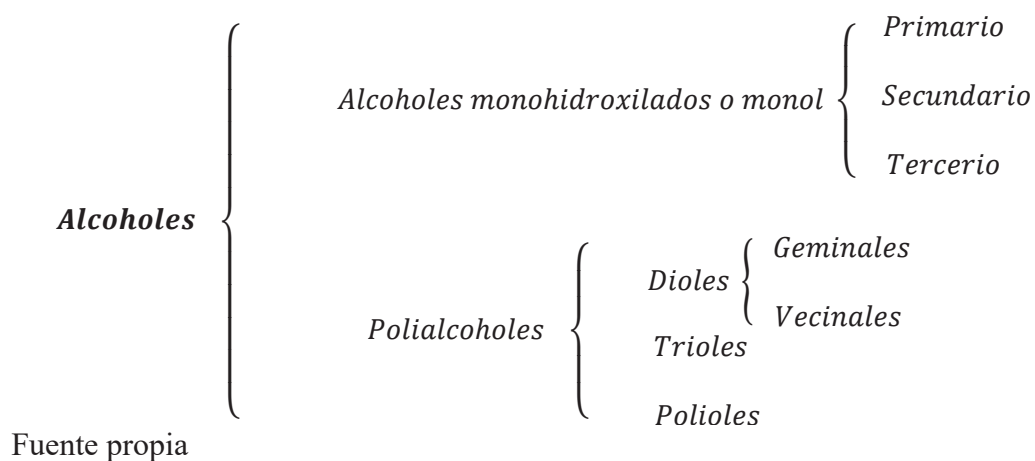 Primario
Alcoholes monohidroxilados o monol
Secundario
Tercerio
Alcoholes
Geminales
Dioles
Vecinales
Polialcoholes
Trioles
Polioles
Fuente propia